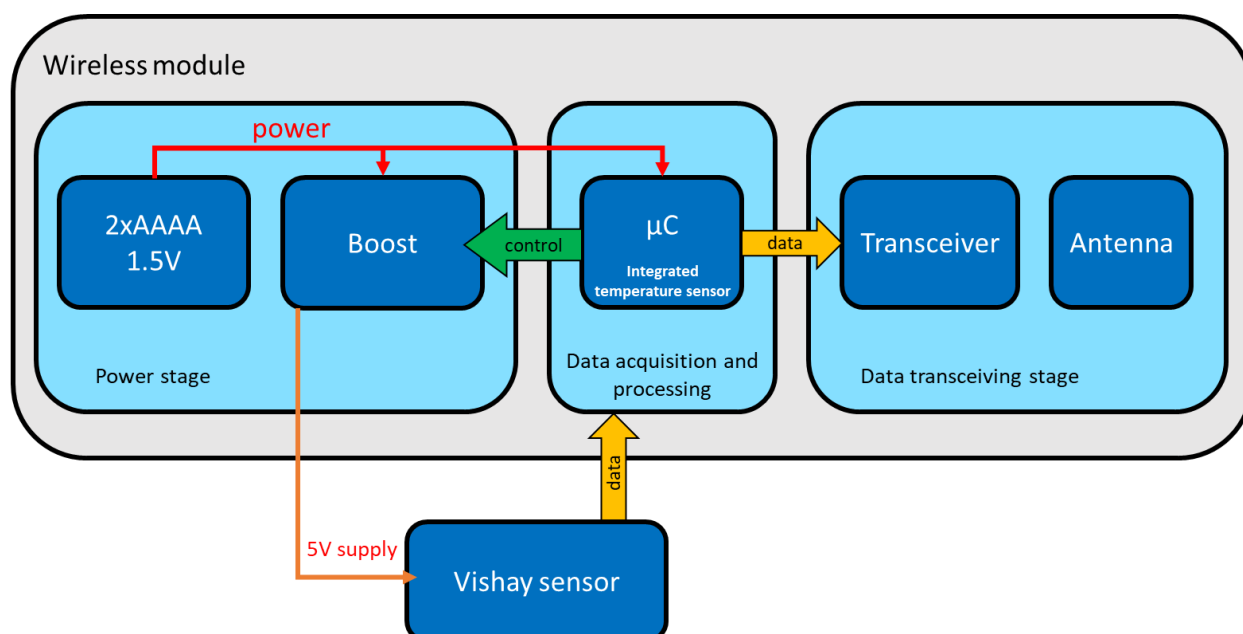 Wireless module
power
2xAAAA
1.5V
Boost
control
µC
Integrated
temperature sensor
data
Transceiver
Antenna
Power stage
Data acquisition and
processing
Data transceiving stage
data
5V supply
Vishay sensor